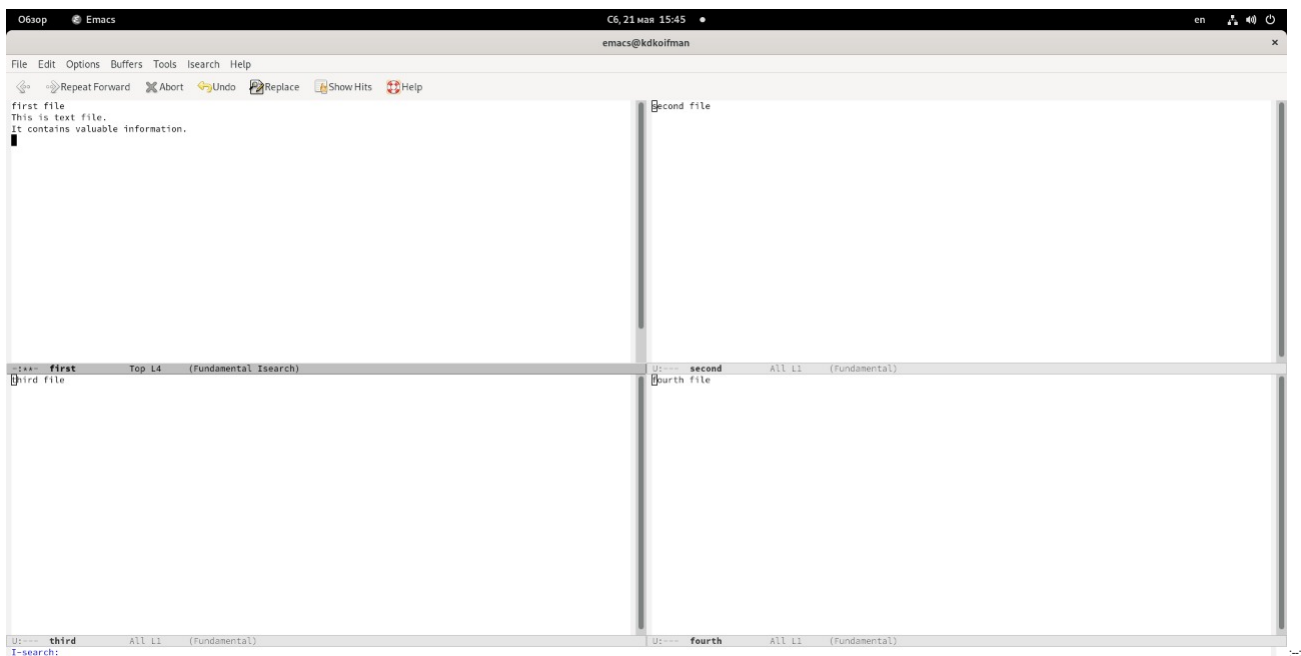 Обзор Emacs Сб, 21 мая 15:45 en
emacs@kdkoifman ×
File Edit Options Buffers Tools Isearch Help
Repeat Forward Abort Undo Replace Show Hits Help
first file
This is text file.
It contains valuable information.
second file
-:**- first Top L4 (Fundamental Isearch)
U:--- second All L1 (Fundamental)
third file
fourth file
U:--- third All L1 (Fundamental)
U:--- fourth All L1 (Fundamental)
I-search: